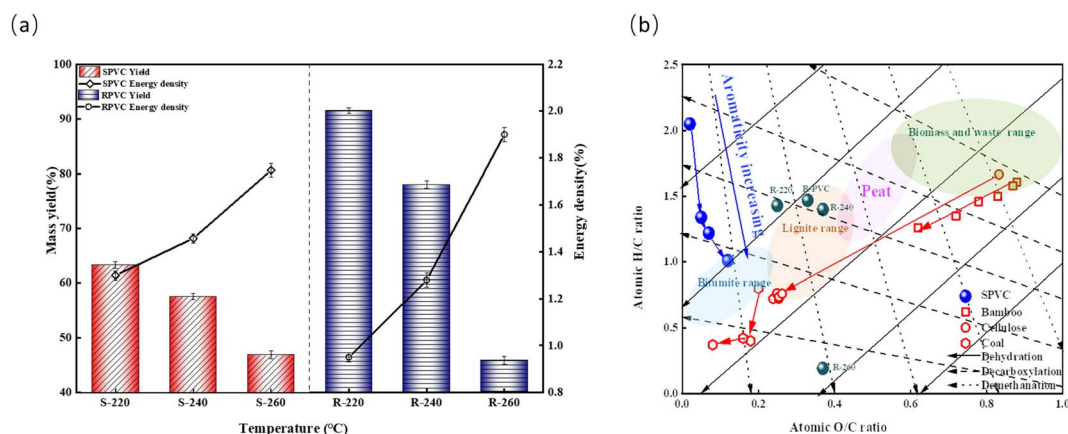 (a)
100
90
80
70
60
50
40
Mass yield(%)
SPVC Yield
SPVC Energy density
RPVC Yield
RPVC Energy density
2.2
2.0
1.8
1.6
1.4
1.2
1.0
0.8
Energy density(%)
S-220 S-240 S-260 R-220 R-240 R-260
Temperature (°C)
(b)
2.5
2.0
1.5
1.0
0.5
0.0
Atomic H/C ratio
Aromaticity increasing
Biomass and waste range
Peat
R-220 R-PVC
R-240
Lignite range
Bitumite range
R-260
SPVC
Bamboo
Cellulose
Coal
Dehydration
Decarboxylation
Demethanation
0.0 0.2 0.4 0.6 0.8 1.0
Atomic O/C ratio